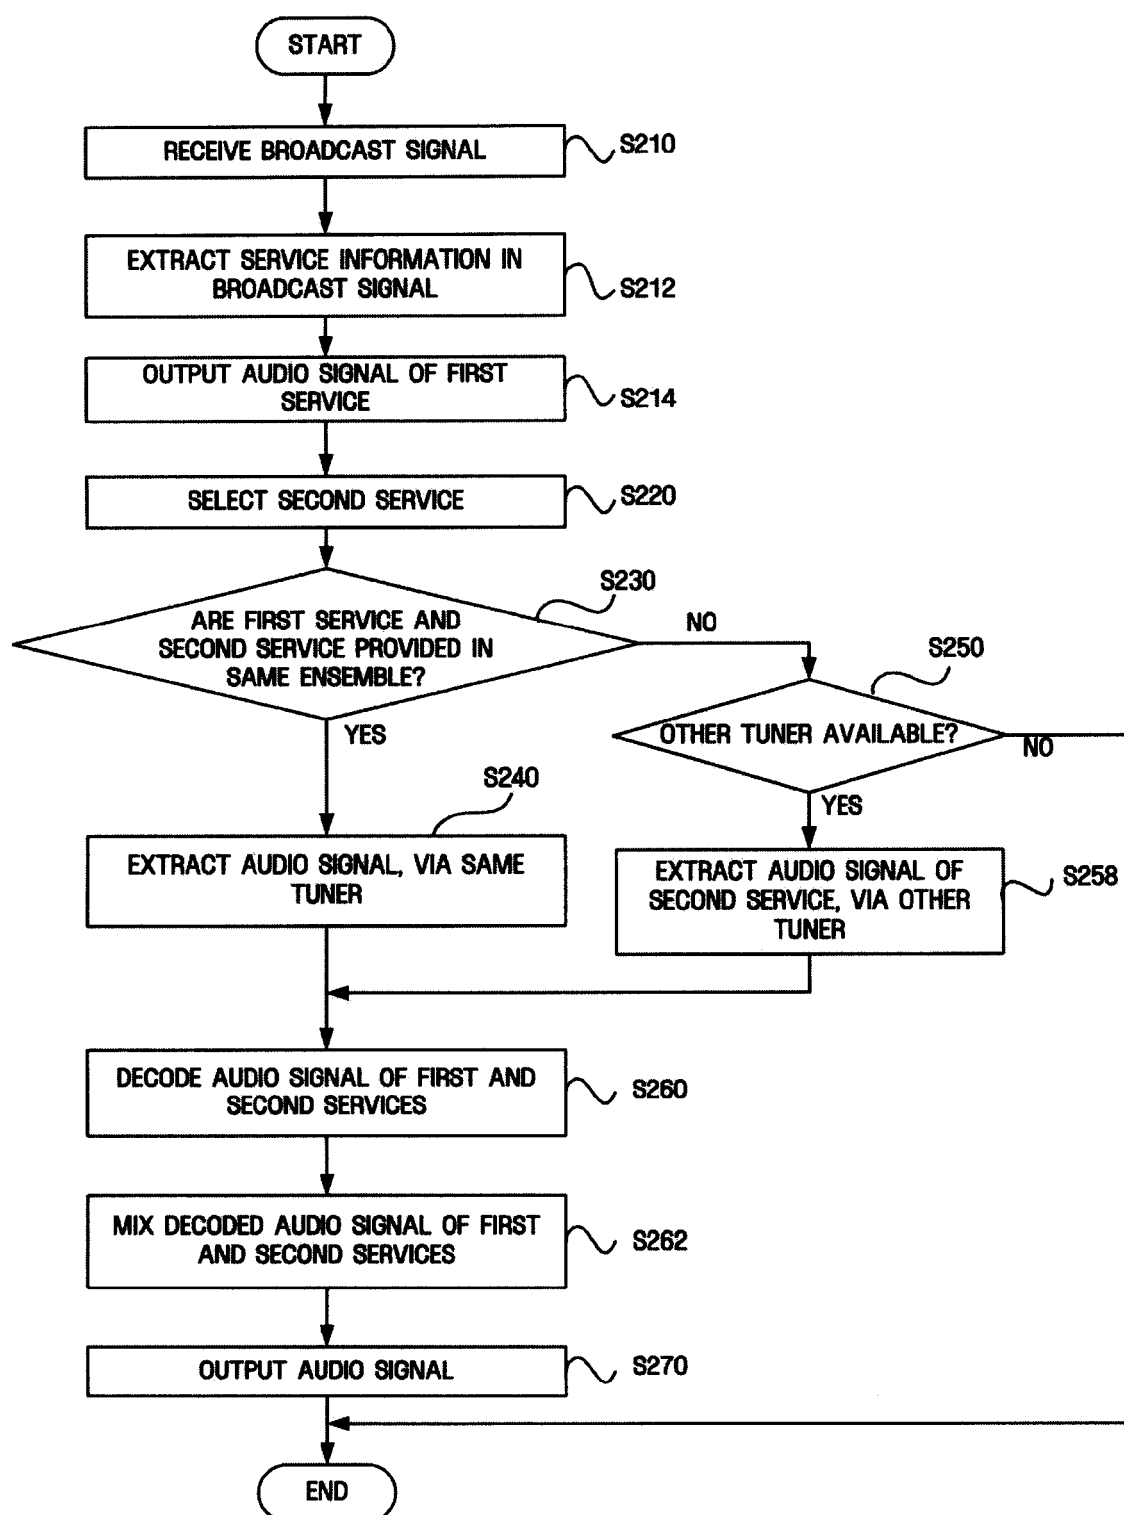 START
RECEIVE BROADCAST SIGNAL
S210
EXTRACT SERVICE INFORMATION IN
BROADCAST SIGNAL
S212
OUTPUT AUDIO SIGNAL OF FIRST
SERVICE
S214
SELECT SECOND SERVICE
S220
S230
ARE FIRST SERVICE AND
SECOND SERVICE PROVIDED IN
SAME ENSEMBLE?
NO
YES
S250
OTHER TUNER AVAILABLE?
NO
YES
S240
EXTRACT AUDIO SIGNAL, VIA SAME
TUNER
EXTRACT AUDIO SIGNAL OF
SECOND SERVICE, VIA OTHER
TUNER
S258
DECODE AUDIO SIGNAL OF FIRST AND
SECOND SERVICES
S260
MIX DECODED AUDIO SIGNAL OF FIRST
AND SECOND SERVICES
S262
OUTPUT AUDIO SIGNAL
S270
END